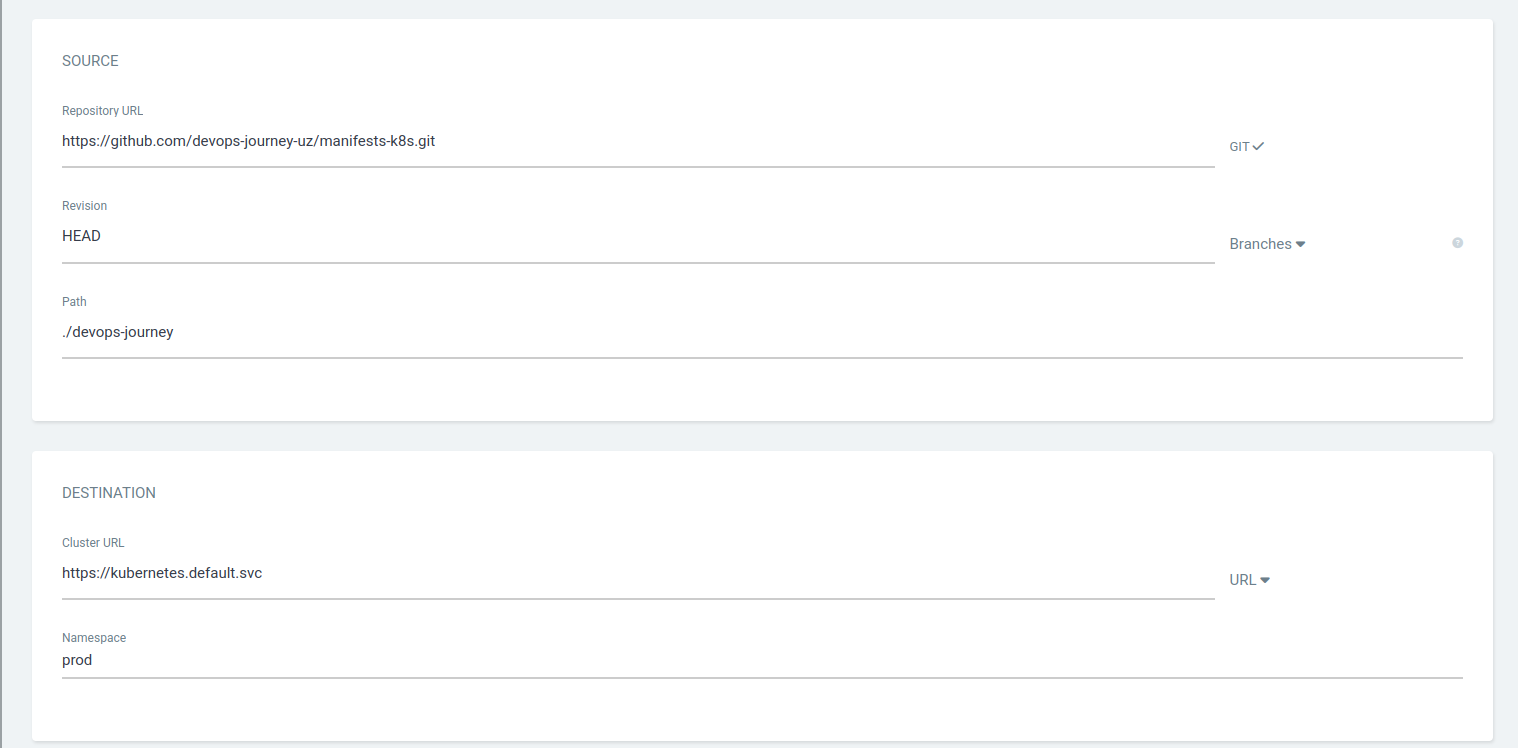 SOURCE
Repository URL
https://github.com/devops-journey-uz/manifests-k8s.git
GIT
Revision
HEAD
Branches
?
Path
./devops-journey
DESTINATION
Cluster URL
https://kubernetes.default.svc
URL
Namespace
prod